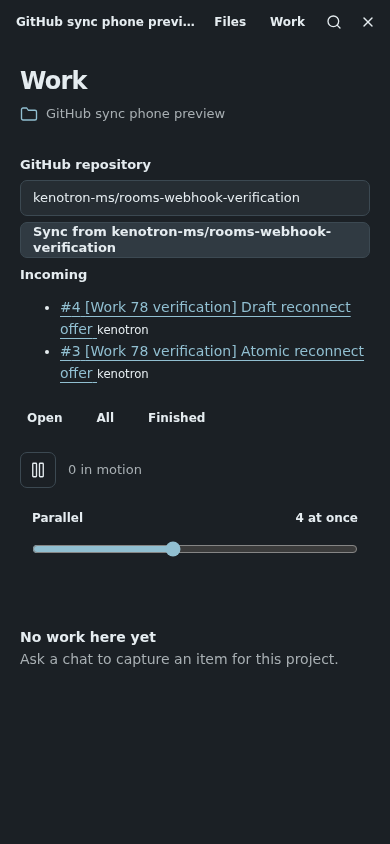 GitHub sync phone previ... Files Work
Work
GitHub sync phone preview
GitHub repository
kenotron-ms/rooms-webhook-verification
Sync from kenotron-ms/rooms-webhook-
verification
Incoming
#4 [Work 78 verification] Draft reconnect
offer kenotron
#3 [Work 78 verification] Atomic reconnect
offer kenotron
Open All Finished
0 in motion
Parallel 4 at once
No work here yet
Ask a chat to capture an item for this project.